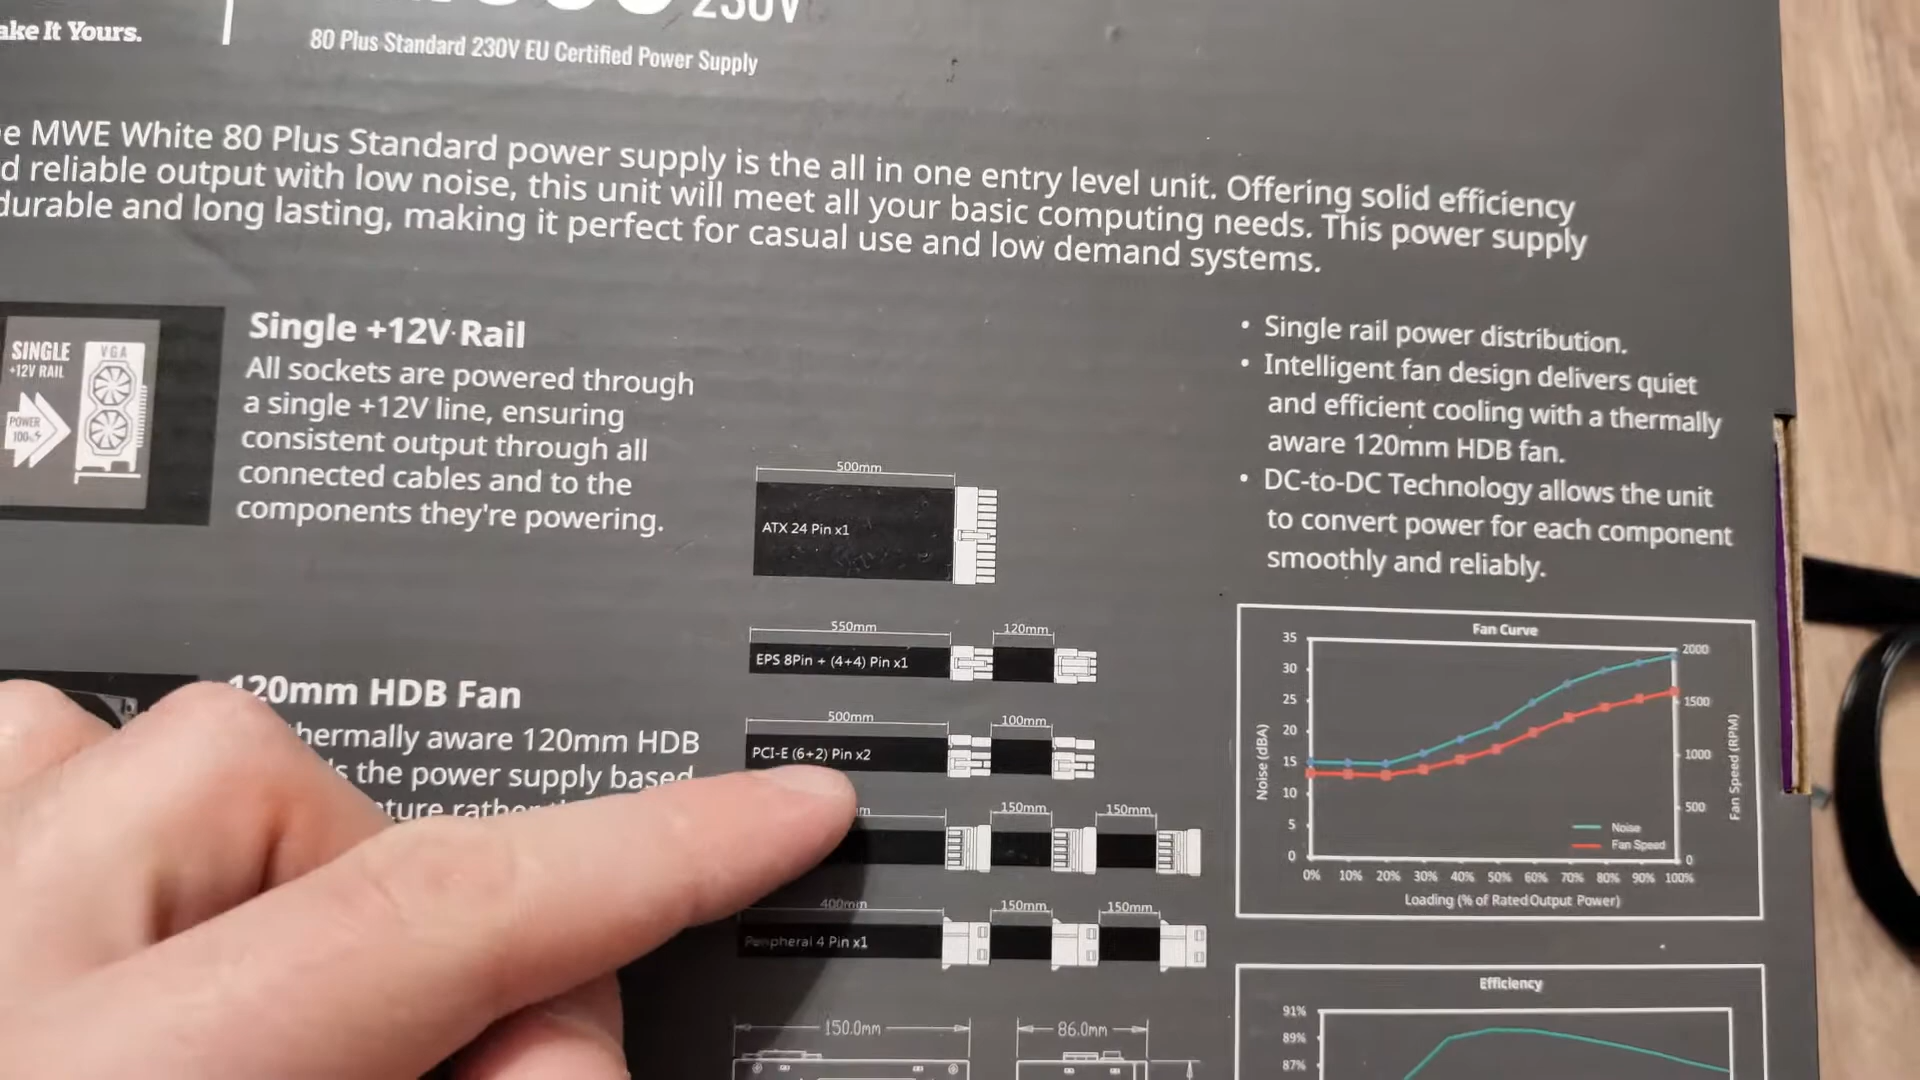 ake It Yours.
230V
80 Plus Standard 230V EU Certified Power Supply
e MWE White 80 Plus Standard power supply is the all in one entry level unit. Offering solid efficiency
d reliable output with low noise, this unit will meet all your basic computing needs. This power supply
durable and long lasting, making it perfect for casual use and low demand systems.
SINGLE
+12V RAIL
VGA
POWER
100%
Single +12V Rail
All sockets are powered through
a single +12V line, ensuring
consistent output through all
connected cables and to the
components they're powering.
120mm HDB Fan
hermally aware 120mm HDB
s the power supply based
ture rather
500mm
ATX 24 Pin x1
550mm
120mm
EPS 8Pin + (4+4) Pin x1
500mm
100mm
PCI-E (6+2) Pin x2
m
150mm
150mm
400mm
150mm
150mm
Peripheral 4 Pin x1
150.0mm
86.0mm
• Single rail power distribution.
• Intelligent fan design delivers quiet
and efficient cooling with a thermally
aware 120mm HDB fan.
• DC-to-DC Technology allows the unit
to convert power for each component
smoothly and reliably.
Fan Curve
35
30
25
20
15
10
5
0
Noise (dBA)
2000
1500
1000
500
0
Fan Speed (RPM)
Noise
Fan Speed
0% 10% 20% 30% 40% 50% 60% 70% 80% 90% 100%
Loading (% of Rated Output Power)
Efficiency
91%
89%
87%